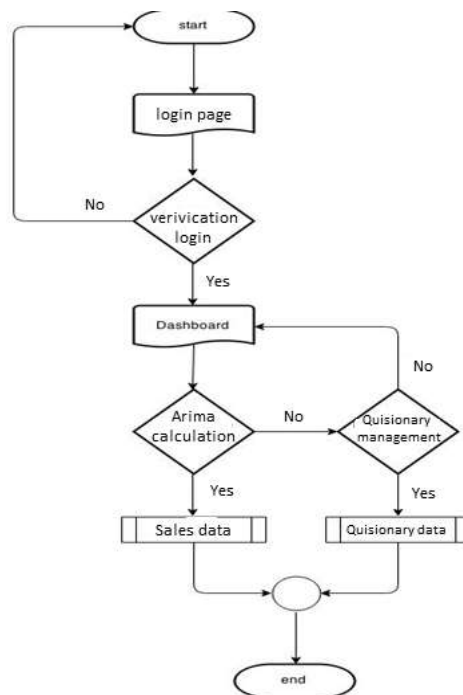 start
login page
No
verivication
login
Yes
Dashboard
No
Arima
calculation
No
Quisionary
management
Yes
Yes
Sales data
Quisionary data
end